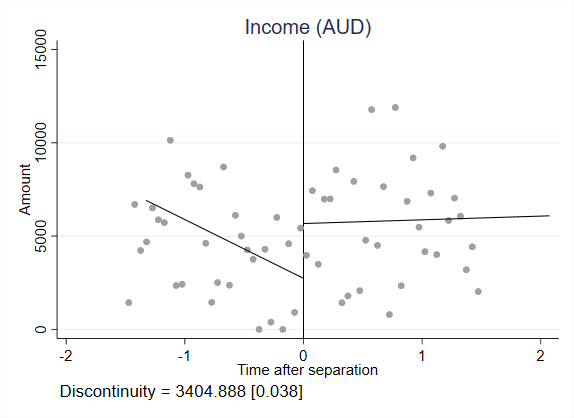 Income (AUD)
15000
10000
5000
0
Amount
-2 -1 0 1 2
Time after separation
Discontinuity = 3404.888 [0.038]